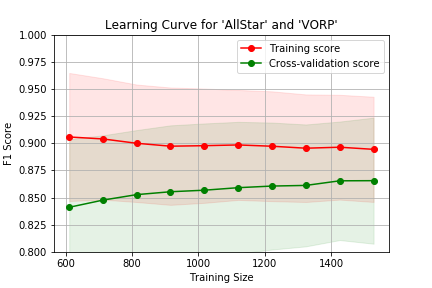 Learning Curve for 'AllStar' and 'VORP'
1.000
0.975
0.950
0.925
0.900
0.875
0.850
0.825
0.800
F1 Score
Training score
Cross-validation score
600 800 1000 1200 1400
Training Size